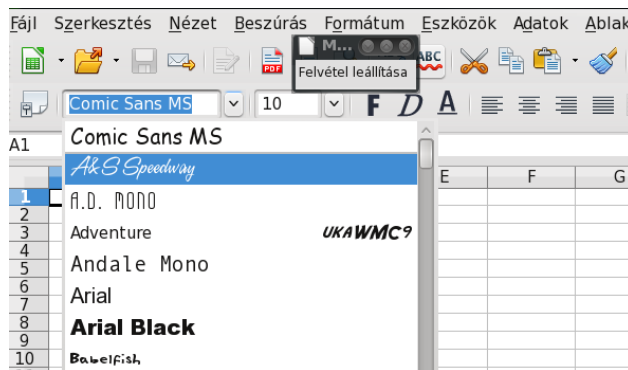 Fájl Szerkesztés Nézet Beszúrás Formátum Eszközök Adatok Ablak
M...
Felvétel leállítása
PDF
ABC
Comic Sans MS 10 F D A
A1
Comic Sans MS
A&S Speedway
A.D. MONO
Adventure UKAWMC9
Andale Mono
Arial
Arial Black
Babelfish
E F G
1
2
3
4
5
6
7
8
9
10